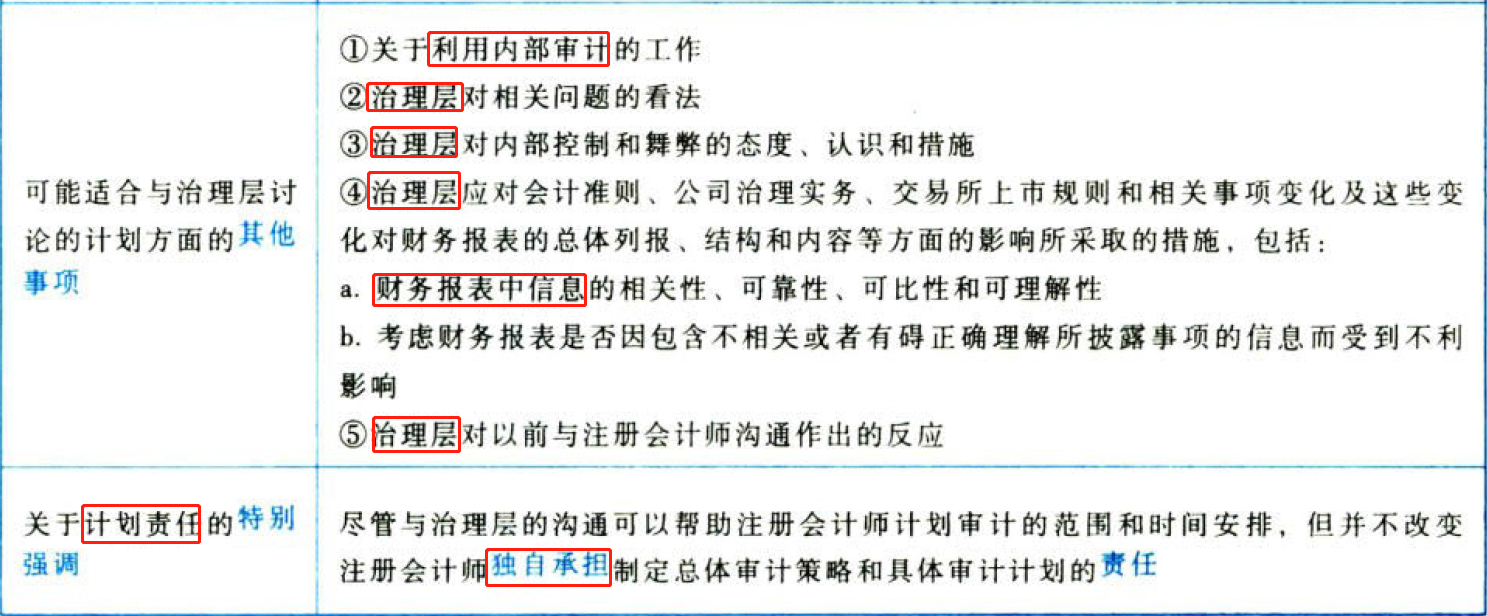 可能适合与治理层讨
论的计划方面的其他
事项
①关于利用内部审计的工作
②治理层对相关问题的看法
③治理层对内部控制和舞弊的态度、认识和措施
④治理层应对会计准则、公司治理实务、交易所上市规则和相关事项变化及这些变
化对财务报表的总体列报、结构和内容等方面的影响所采取的措施，包括：
a. 财务报表中信息的相关性、可靠性、可比性和可理解性
b. 考虑财务报表是否因包含不相关或者有碍正确理解所披露事项的信息而受到不利
影响
⑤治理层对以前与注册会计师沟通作出的反应
关于计划责任的特别
强调
尽管与治理层的沟通可以帮助注册会计师计划审计的范围和时间安排，但并不改变
注册会计师独自承担制定总体审计策略和具体审计计划的责任